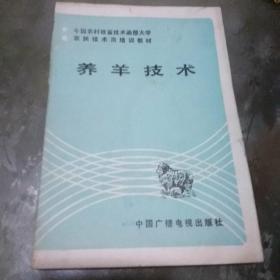 全国农村致富技术函授大学
农民技术员培训教材
养羊技术
中国广播电视出版社